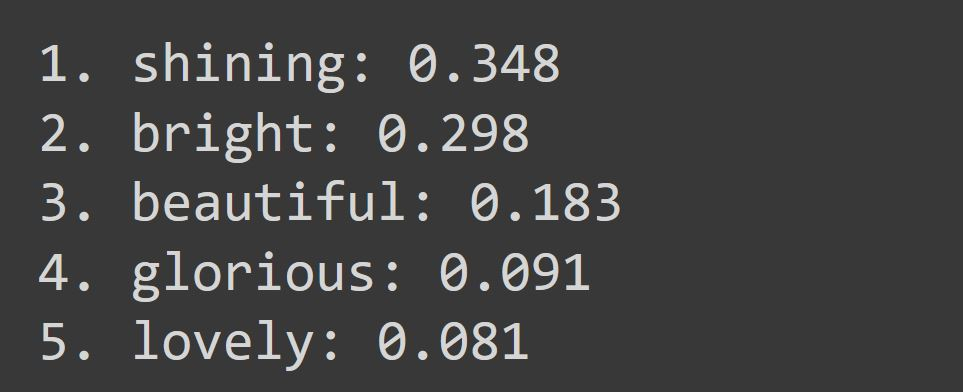 1. shining: 0.348
2. bright: 0.298
3. beautiful: 0.183
4. glorious: 0.091
5. lovely: 0.081